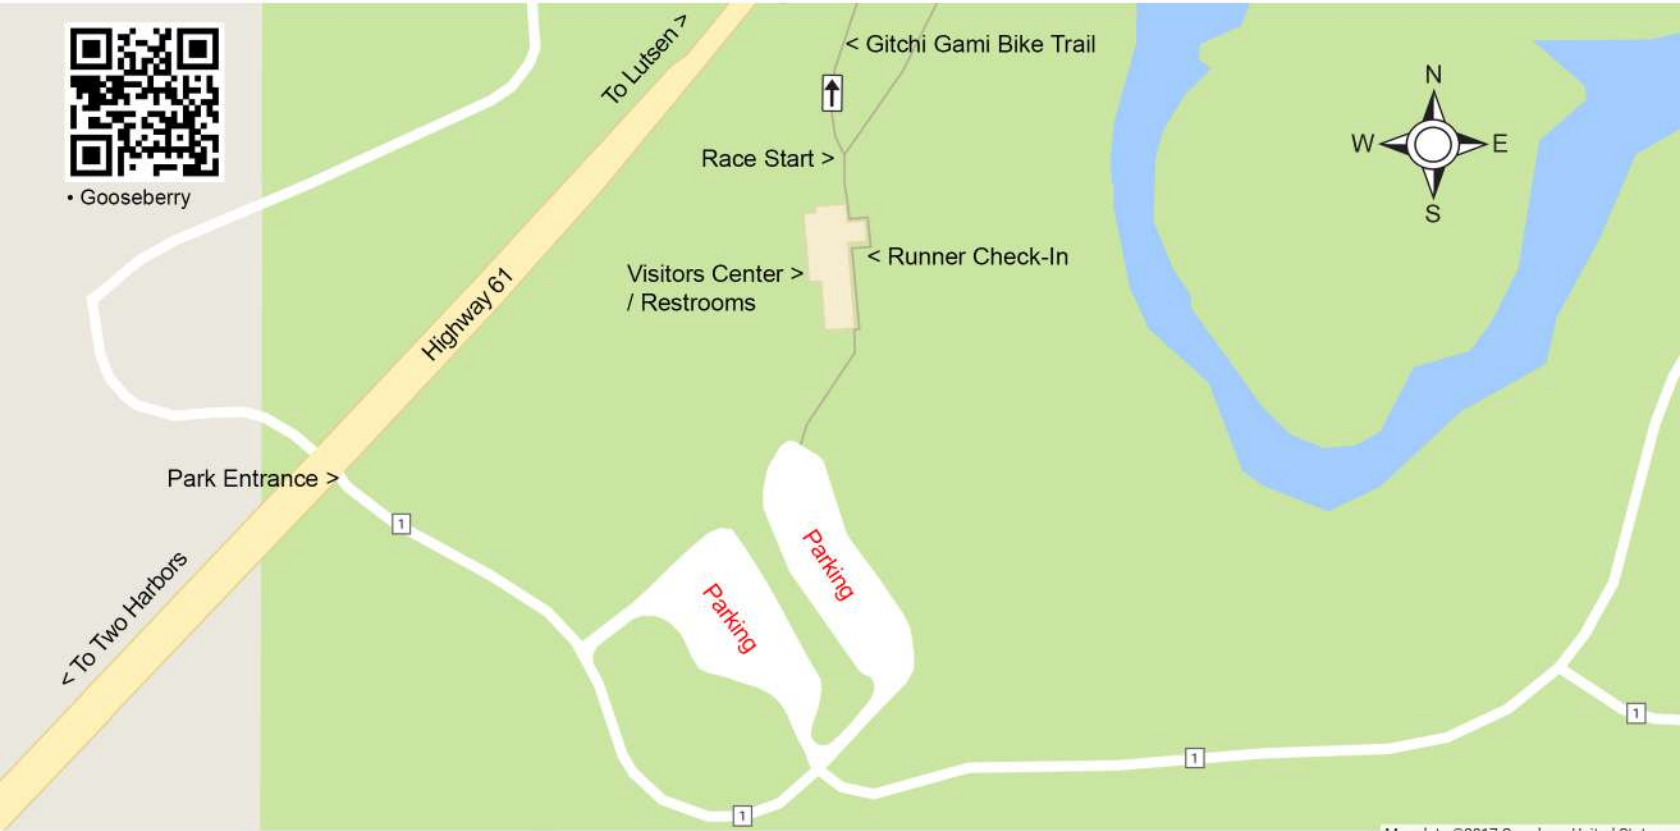 To Lutsen >
< Gitchi Gami Bike Trail
N
W
E
S
Race Start >
• Gooseberry
< Runner Check-In
Visitors Center >
/ Restrooms
Highway 61
Park Entrance >
1
Parking
Parking
< To Two Harbors
1
1
1